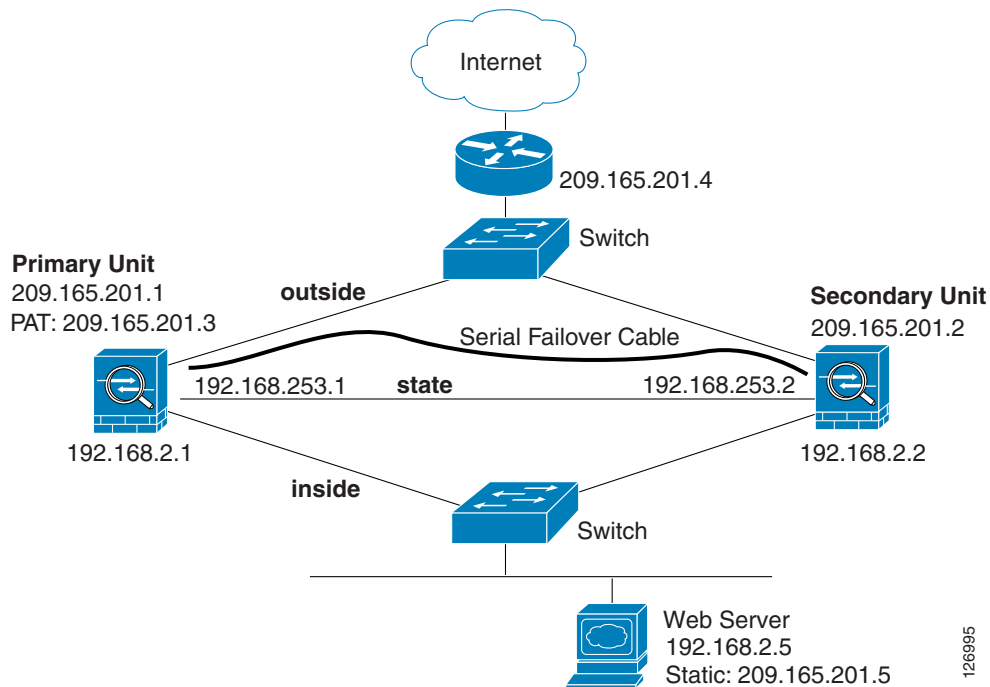 Internet
209.165.201.4
Switch
Primary Unit
209.165.201.1
PAT: 209.165.201.3
outside
Secondary Unit
209.165.201.2
Serial Failover Cable
192.168.253.1
state
192.168.253.2
192.168.2.1
192.168.2.2
inside
Switch
Web Server
192.168.2.5
Static: 209.165.201.5
126995